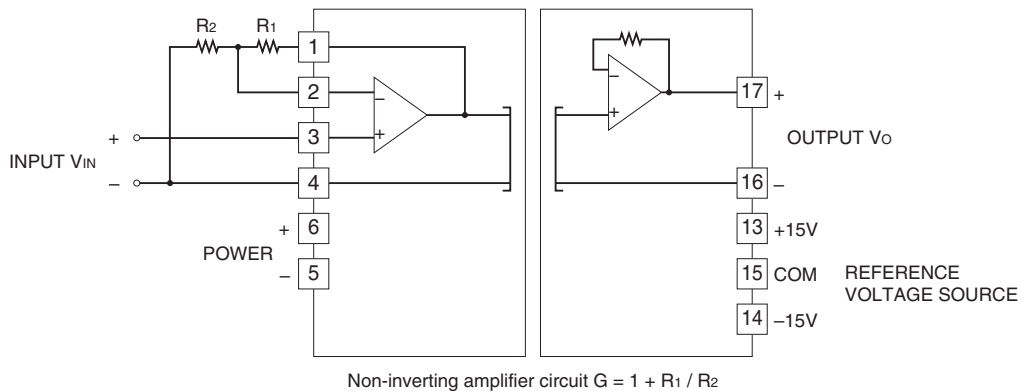 R2
R1
1
2
−
+
3
+
INPUT VIN
−
4
+
6
POWER
−
5
−
+
17
+
OUTPUT VO
16
−
13
+15V
15
COM
REFERENCE
VOLTAGE SOURCE
14
−15V
Non-inverting amplifier circuit G = 1 + R1 / R2